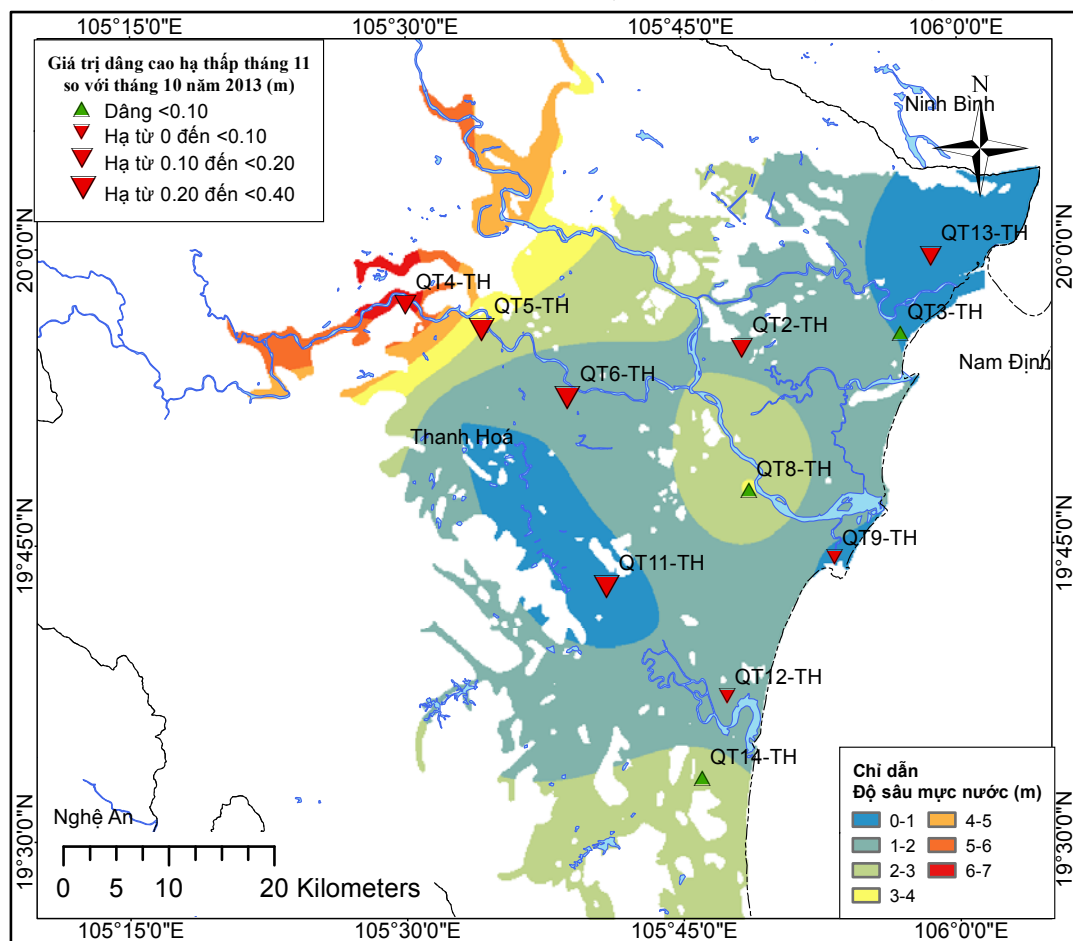 105°15'0"E
105°30'0"E
105°45'0"E
106°0'0"E
Giá trị dâng cao hạ thấp tháng 11
so với tháng 10 năm 2013 (m)
Dâng <0.10
Hạ từ 0 đến <0.10
Hạ từ 0.10 đến <0.20
Hạ từ 0.20 đến <0.40
N
Ninh Bình
20°0'0"N
20°0'0"N
QT13-TH
QT4-TH
QT5-TH
QT3-TH
QT2-TH
Nam Định
QT6-TH
Thanh Hoá
QT8-TH
19°45'0"N
19°45'0"N
QT9-TH
QT11-TH
QT12-TH
QT14-TH
Chỉ dẫn
Độ sâu mực nước (m)
0-1
1-2
2-3
3-4
4-5
5-6
6-7
Nghệ An
19°30'0"N
19°30'0"N
0 5 10 20 Kilometers
105°15'0"E
105°30'0"E
105°45'0"E
106°0'0"E